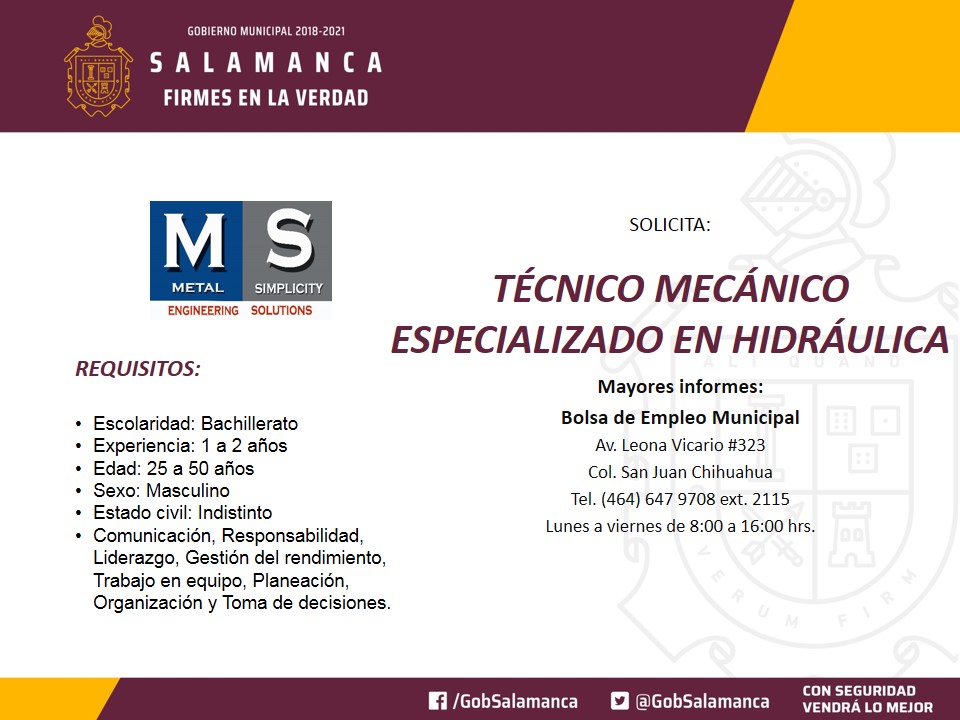 GOBIERNO MUNICIPAL 2018-2021
SALAMANCA
FIRMES EN LA VERDAD
M S
METAL SIMPLICITY
ENGINEERING SOLUTIONS
REQUISITOS:
• Escolaridad: Bachillerato
• Experiencia: 1 a 2 años
• Edad: 25 a 50 años
• Sexo: Masculino
• Estado civil: Indistinto
• Comunicación, Responsabilidad,
Liderazgo, Gestión del rendimiento,
Trabajo en equipo, Planeación,
Organización y Toma de decisiones.
SOLICITA:
TÉCNICO MECÁNICO
ESPECIALIZADO EN HIDRÁULICA
Mayores informes:
Bolsa de Empleo Municipal
Av. Leona Vicario #323
Col. San Juan Chihuahua
Tel. (464) 647 9708 ext. 2115
Lunes a viernes de 8:00 a 16:00 hrs.
ALI QUAND
VERUM FIRM
/GobSalamanca
@GobSalamanca
CON SEGURIDAD
VENDRÁ LO MEJOR